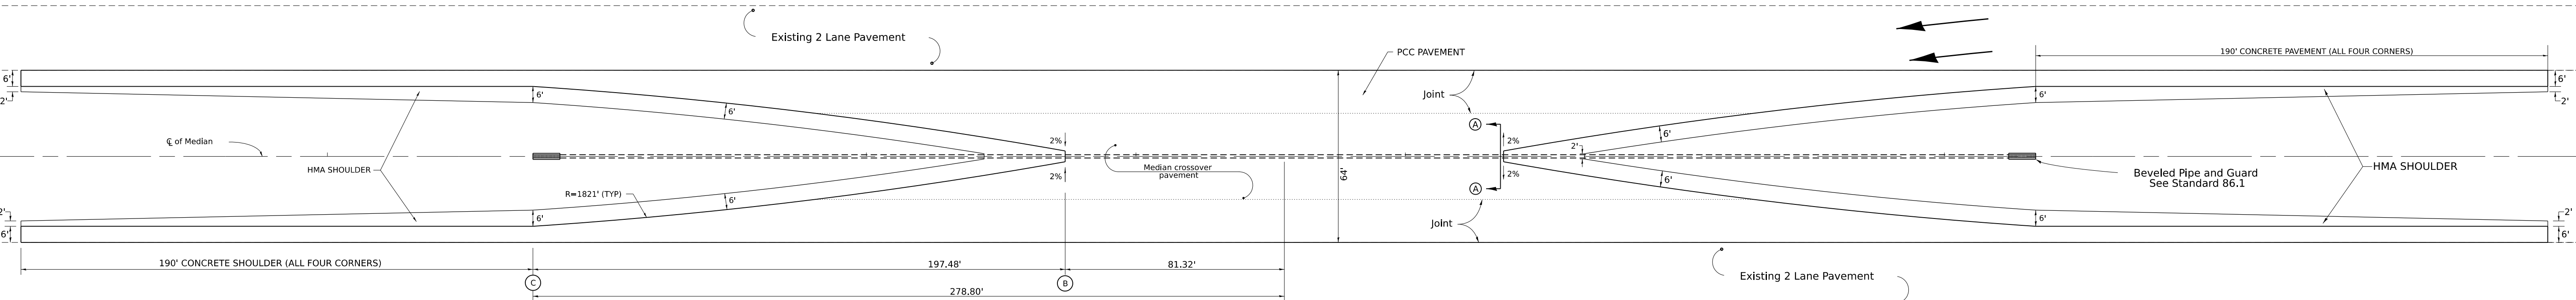 Existing 2 Lane Pavement
PCC PAVEMENT
190' CONCRETE PAVEMENT (ALL FOUR CORNERS)
6'
2'
6'
6'
Joint
6'
6'
6'
2'
℄ of Median
HMA SHOULDER
2%
2%
Median crossover
pavement
64'
A
A
2%
2%
2'
6'
6'
Beveled Pipe and Guard
See Standard 86.1
HMA SHOULDER
R=1821' (TYP)
2'
6'
6'
6'
Joint
6'
2'
6'
190' CONCRETE SHOULDER (ALL FOUR CORNERS)
197.48'
81.32'
Existing 2 Lane Pavement
C
B
278.80'